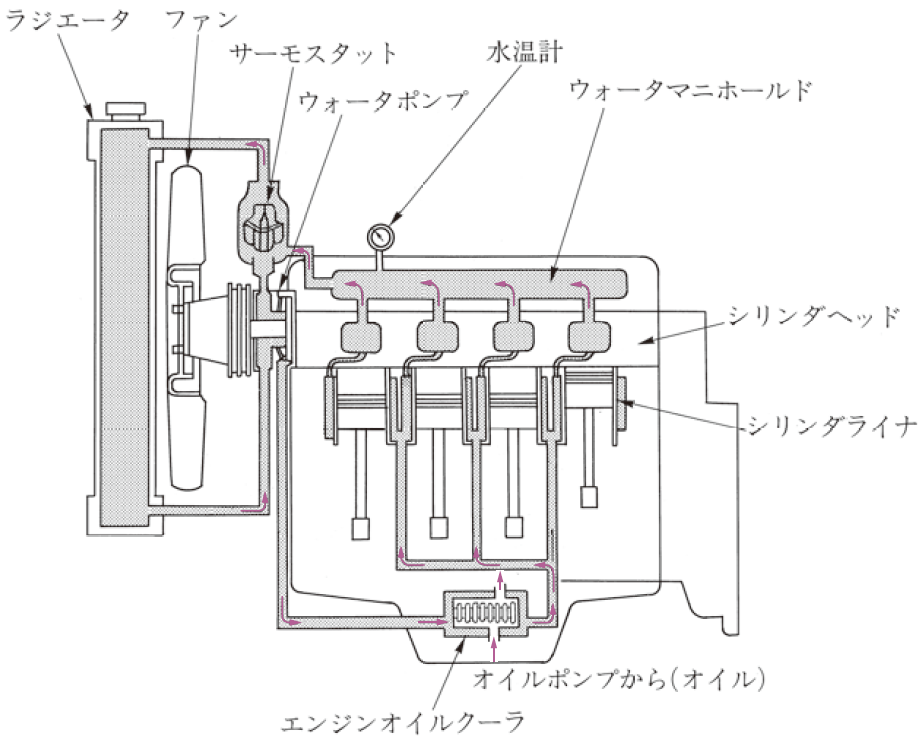 ラジエータ
ファン
サーモスタット
水温計
ウォータポンプ
ウォータマニホールド
シリンダヘッド
シリンダライナ
オイルポンプから(オイル)
エンジンオイルクーラ